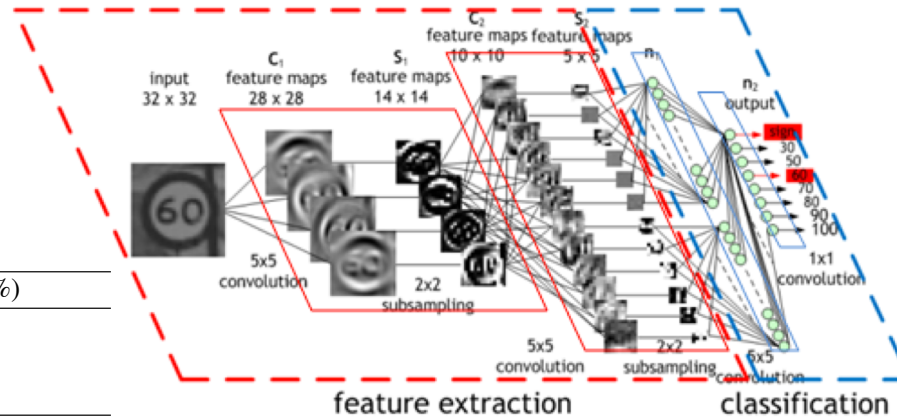 C₂
feature maps
10 x 10
S₂
feature maps
5 x 5
C₁
feature maps
28 x 28
S₁
feature maps
14 x 14
input
32 x 32
n₁
n₂
output
sign
30
50
60
70
80
90
100
60
5x5
convolution
2x2
subsampling
1x1
convolution
5x5
convolution
2x2
subsampling
convolution
%)
feature extraction
classification